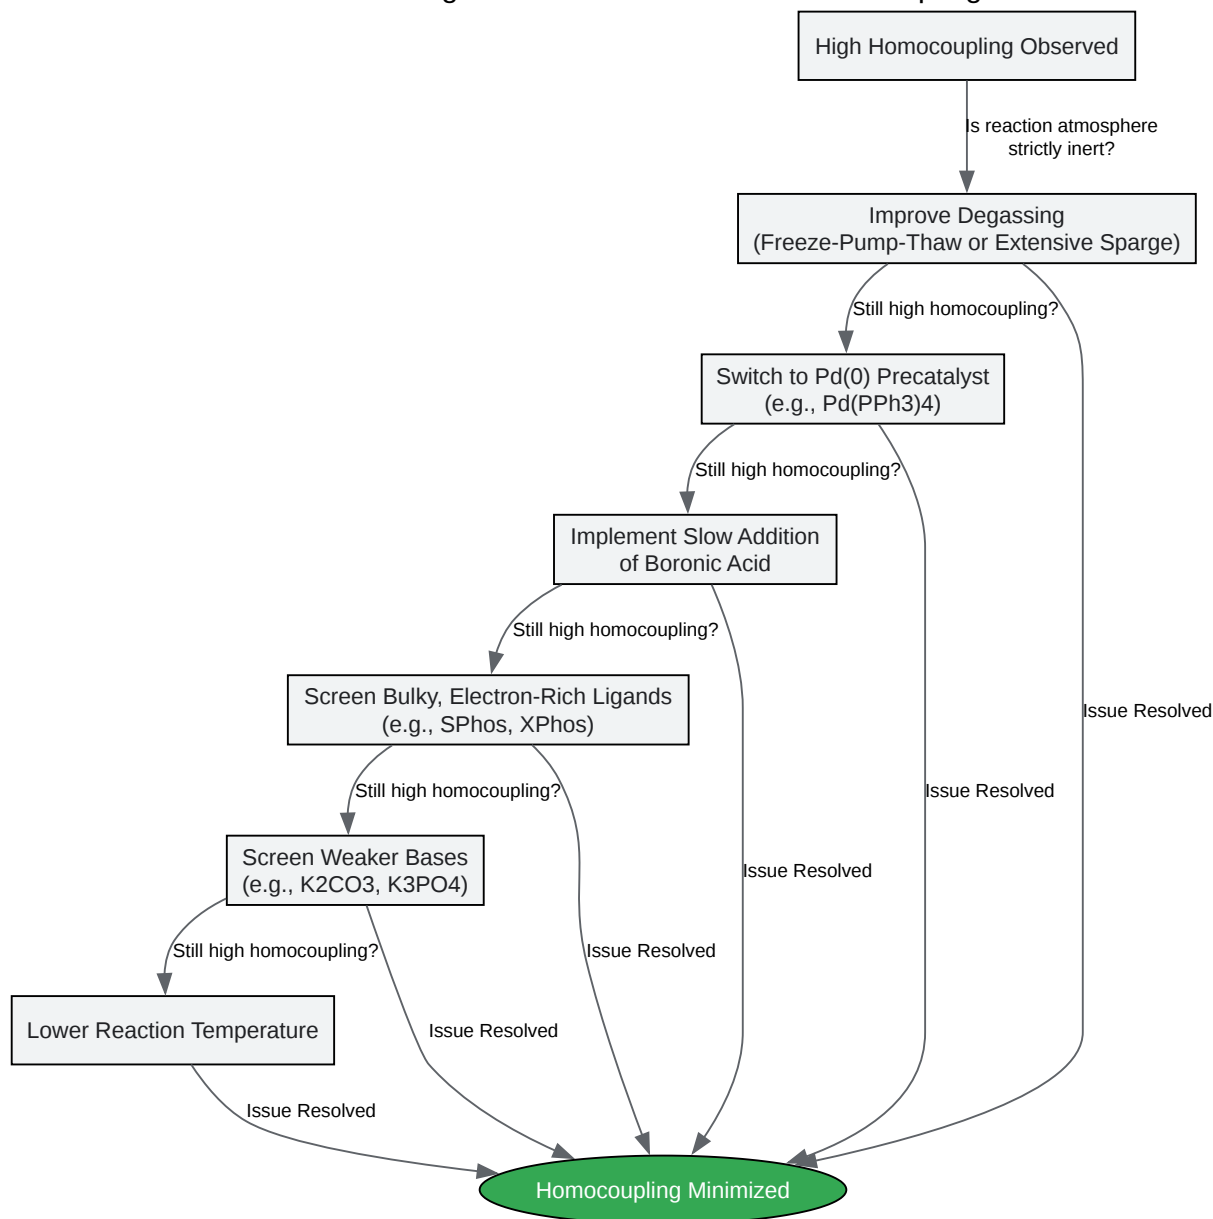 High Homocoupling Observed
Is reaction atmosphere
strictly inert?
Improve Degassing
(Freeze-Pump-Thaw or Extensive Sparge)
Still high homocoupling?
Switch to Pd(0) Precatalyst
(e.g., Pd(PPh3)4)
Still high homocoupling?
Implement Slow Addition
of Boronic Acid
Still high homocoupling?
Screen Bulky, Electron-Rich Ligands
(e.g., SPhos, XPhos)
Issue Resolved
Still high homocoupling?
Issue Resolved
Screen Weaker Bases
(e.g., K2CO3, K3PO4)
Issue Resolved
Still high homocoupling?
Issue Resolved
Lower Reaction Temperature
Issue Resolved
Issue Resolved
Homocoupling Minimized